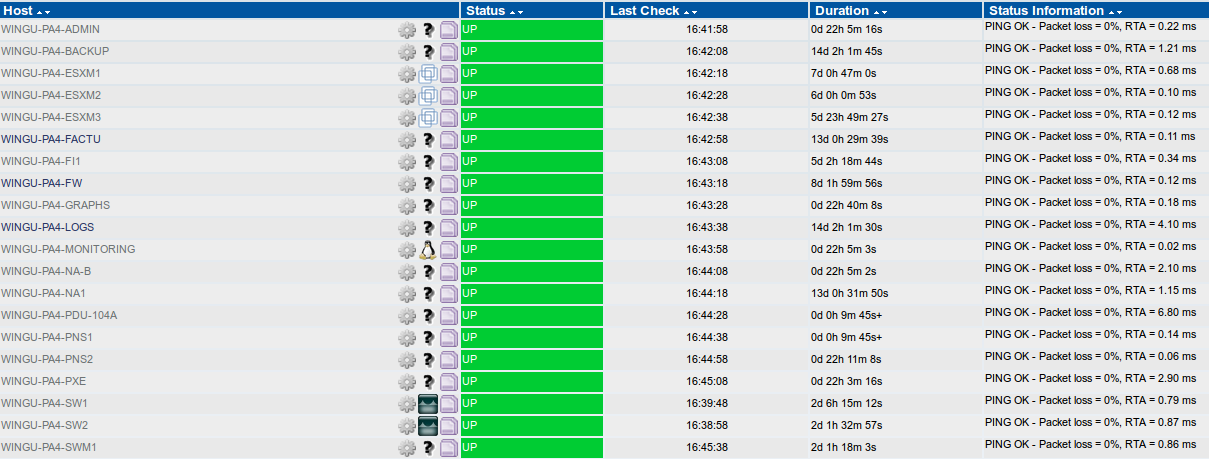 Host Status Last Check Duration Status Information
WINGU-PA4-ADMIN UP 16:41:58 0d 22h 5m 16s PING OK - Packet loss = 0%, RTA = 0.22 ms
WINGU-PA4-BACKUP UP 16:42:08 14d 2h 1m 45s PING OK - Packet loss = 0%, RTA = 1.21 ms
WINGU-PA4-ESXM1 UP 16:42:18 7d 0h 47m 0s PING OK - Packet loss = 0%, RTA = 0.68 ms
WINGU-PA4-ESXM2 UP 16:42:28 6d 0h 0m 53s PING OK - Packet loss = 0%, RTA = 0.10 ms
WINGU-PA4-ESXM3 UP 16:42:38 5d 23h 49m 27s PING OK - Packet loss = 0%, RTA = 0.12 ms
WINGU-PA4-FACTU UP 16:42:58 13d 0h 29m 39s PING OK - Packet loss = 0%, RTA = 0.11 ms
WINGU-PA4-FI1 UP 16:43:08 5d 2h 18m 44s PING OK - Packet loss = 0%, RTA = 0.34 ms
WINGU-PA4-FW UP 16:43:18 8d 1h 59m 56s PING OK - Packet loss = 0%, RTA = 0.12 ms
WINGU-PA4-GRAPHS UP 16:43:28 0d 22h 40m 8s PING OK - Packet loss = 0%, RTA = 0.18 ms
WINGU-PA4-LOGS UP 16:43:38 14d 2h 1m 30s PING OK - Packet loss = 0%, RTA = 4.10 ms
WINGU-PA4-MONITORING UP 16:43:58 0d 22h 5m 3s PING OK - Packet loss = 0%, RTA = 0.02 ms
WINGU-PA4-NA-B UP 16:44:08 0d 22h 5m 2s PING OK - Packet loss = 0%, RTA = 2.10 ms
WINGU-PA4-NA1 UP 16:44:18 13d 0h 31m 50s PING OK - Packet loss = 0%, RTA = 1.15 ms
WINGU-PA4-PDU-104A UP 16:44:28 0d 0h 9m 45s+ PING OK - Packet loss = 0%, RTA = 6.80 ms
WINGU-PA4-PNS1 UP 16:44:38 0d 0h 9m 45s+ PING OK - Packet loss = 0%, RTA = 0.14 ms
WINGU-PA4-PNS2 UP 16:44:58 0d 22h 11m 8s PING OK - Packet loss = 0%, RTA = 0.06 ms
WINGU-PA4-PXE UP 16:45:08 0d 22h 3m 16s PING OK - Packet loss = 0%, RTA = 2.90 ms
WINGU-PA4-SW1 UP 16:39:48 2d 6h 15m 12s PING OK - Packet loss = 0%, RTA = 0.79 ms
WINGU-PA4-SW2 UP 16:38:58 2d 1h 32m 57s PING OK - Packet loss = 0%, RTA = 0.87 ms
WINGU-PA4-SWM1 UP 16:45:38 2d 1h 18m 3s PING OK - Packet loss = 0%, RTA = 0.86 ms